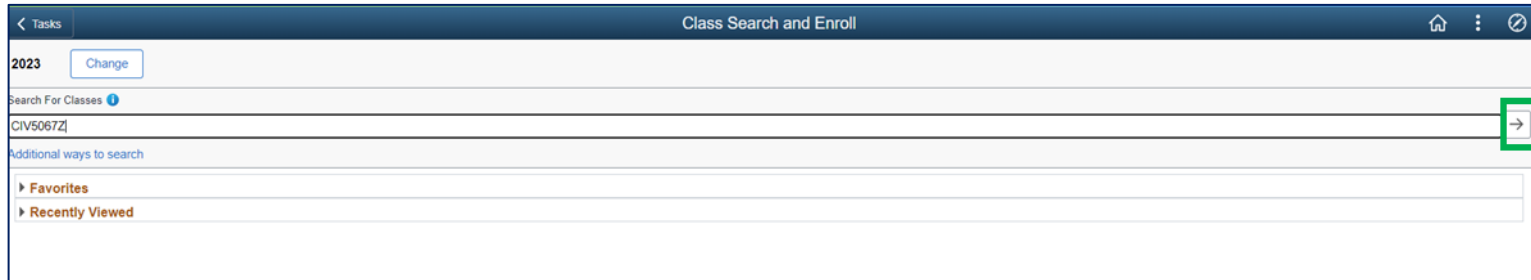 Tasks
Class Search and Enroll
2023
Change
Search For Classes
CIV5067Z
Additional ways to search
Favorites
Recently Viewed